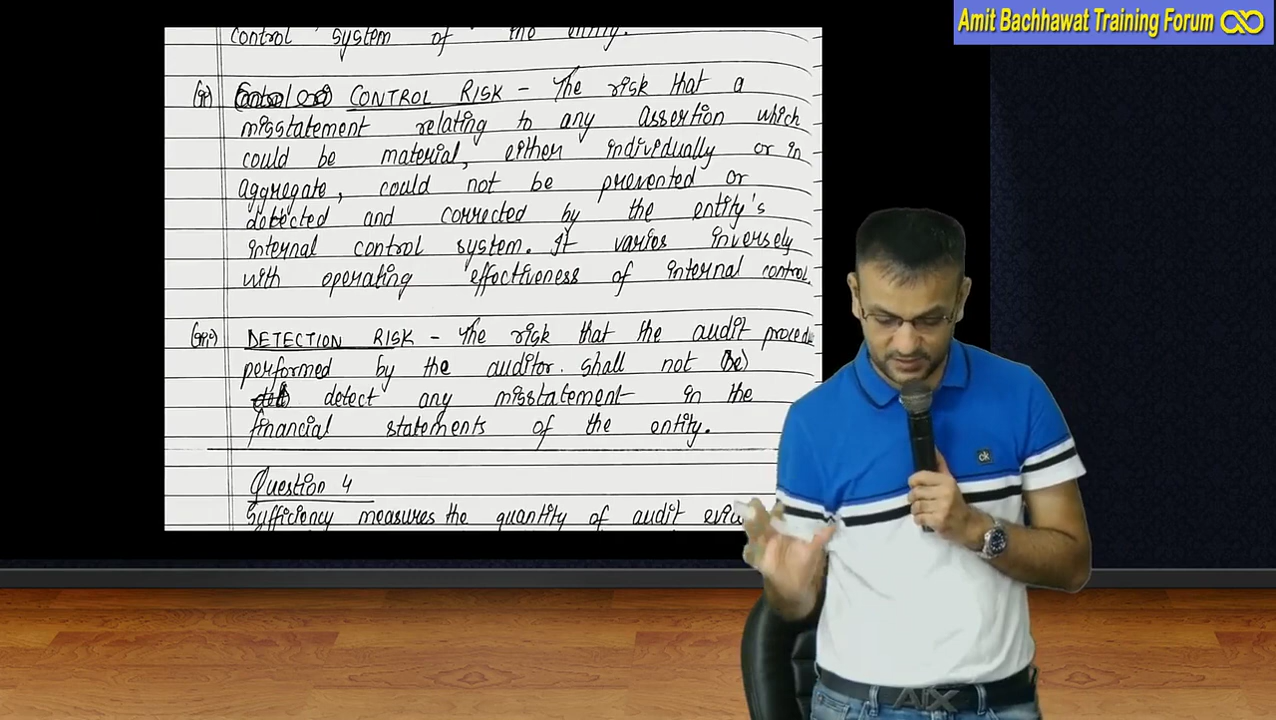 Amit Bachhawat Training Forum
control system of the entity.
(ii) CONTROL RISK - The risk that a
misstatement relating to any assertion which
could be material, either individually or in
aggregate, could not be prevented or
detected and corrected by the entity's
internal control system. It varies inversely
with operating effectiveness of internal control.
(iii) DETECTION RISK - The risk that the audit
performed by the auditor shall not
detect any misstatement in the
financial statements of the entity.
Question 4
Sufficiency measures the quantity of audit
ok
AIX